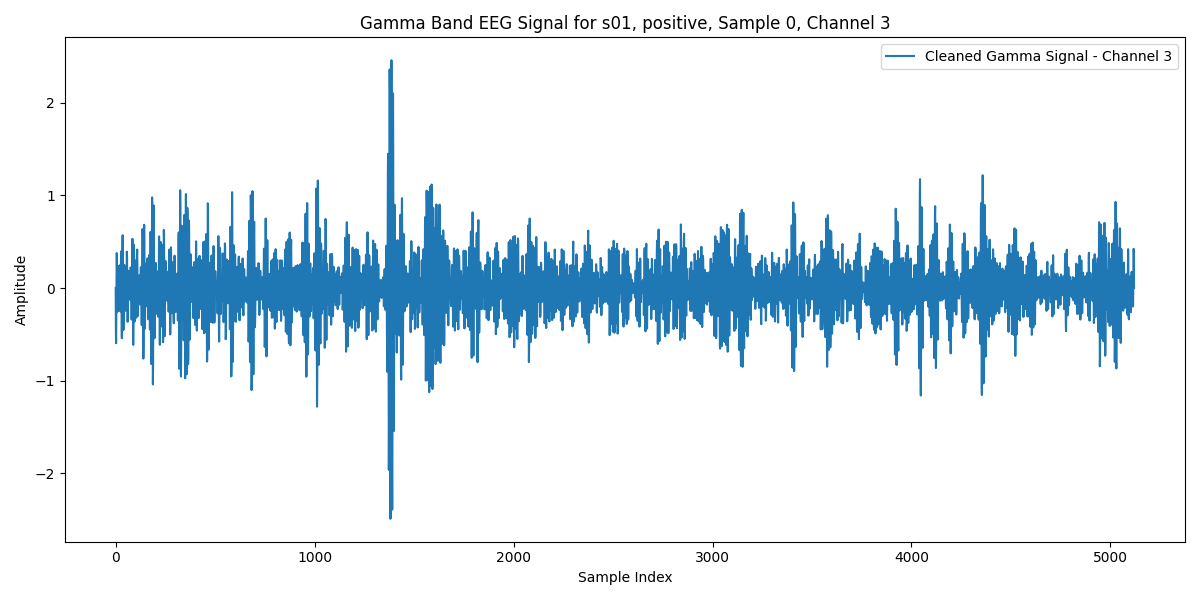 Gamma Band EEG Signal for s01, positive, Sample 0, Channel 3
Cleaned Gamma Signal - Channel 3
2
1
0
−1
−2
Amplitude
0 1000 2000 3000 4000 5000
Sample Index